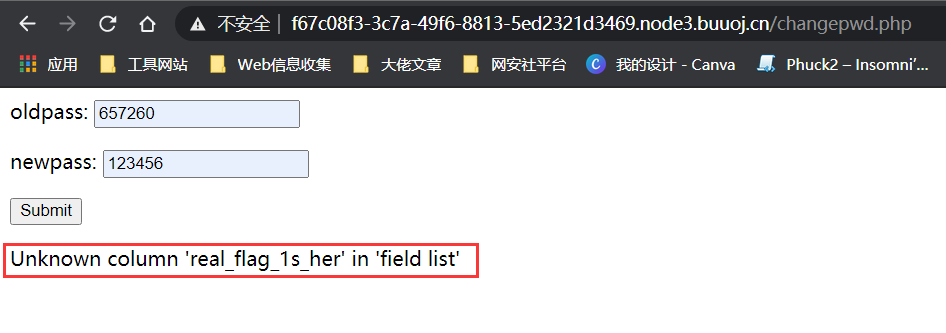 不安全 | f67c08f3-3c7a-49f6-8813-5ed2321d3469.node3.buuoj.cn/changepwd.php
应用 工具网站 Web信息收集 大佬文章 网安社平台 C 我的设计 - Canva Phuck2 – Insomni’...
oldpass: 657260
newpass: 123456
Submit
Unknown column 'real_flag_1s_her' in 'field list'